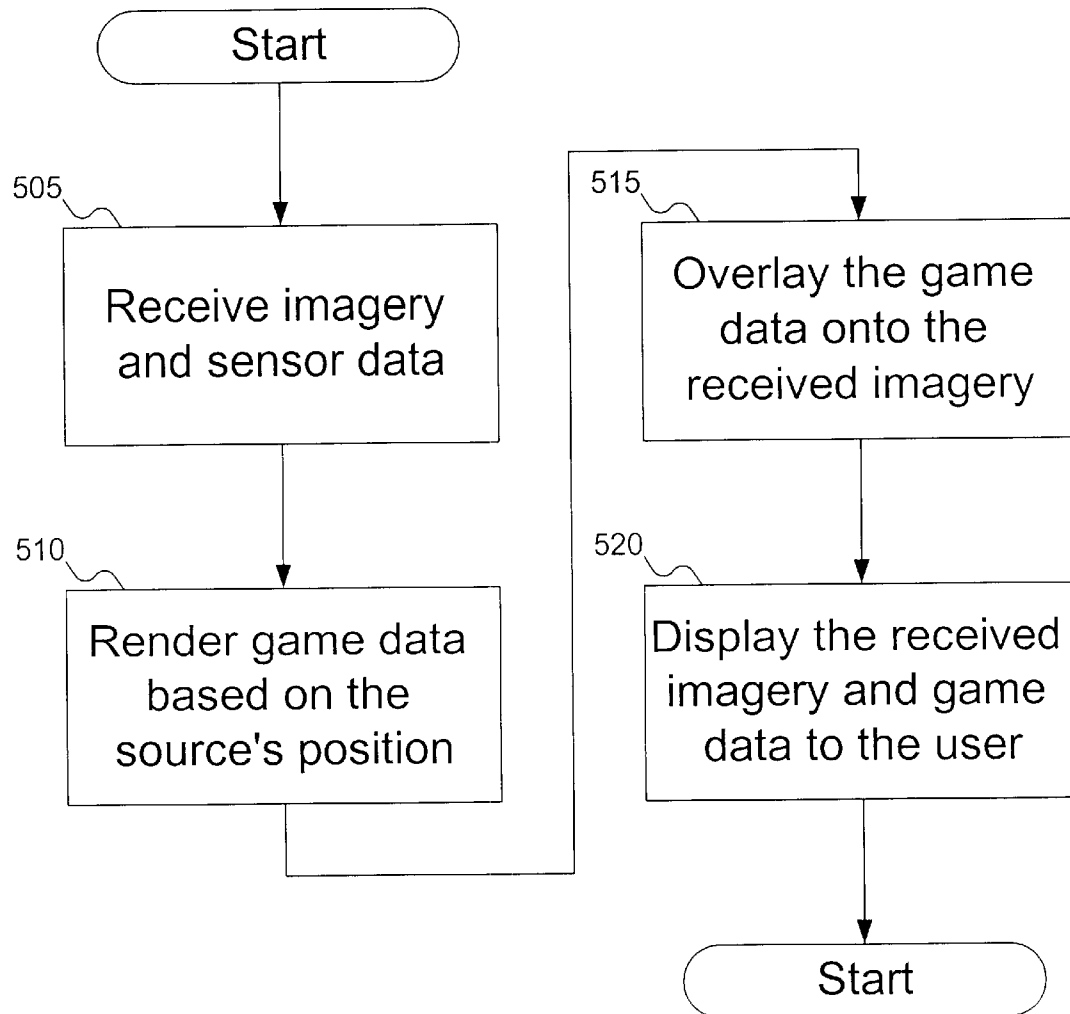 Start
505
Receive imagery
and sensor data
510
Render game data
based on the
source's position
515
Overlay the game
data onto the
received imagery
520
Display the received
imagery and game
data to the user
Start